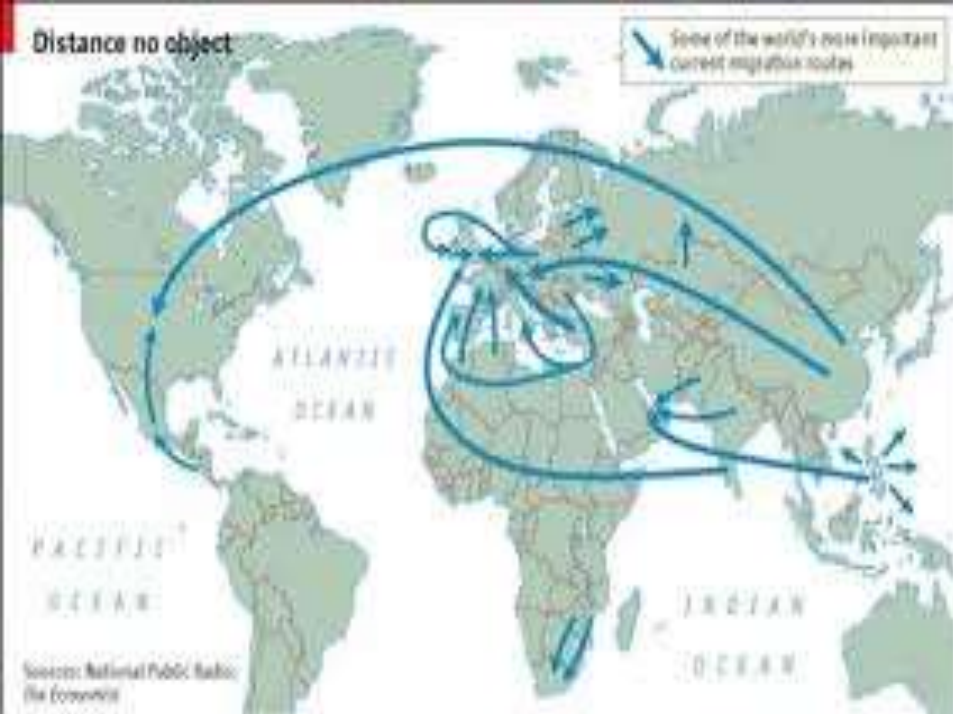 Distance no object
Some of the world's more important
current migration routes
ATLANTIC
OCEAN
PACIFIC
OCEAN
INDIAN
OCEAN
Sources: National Public Radio;
The Economist